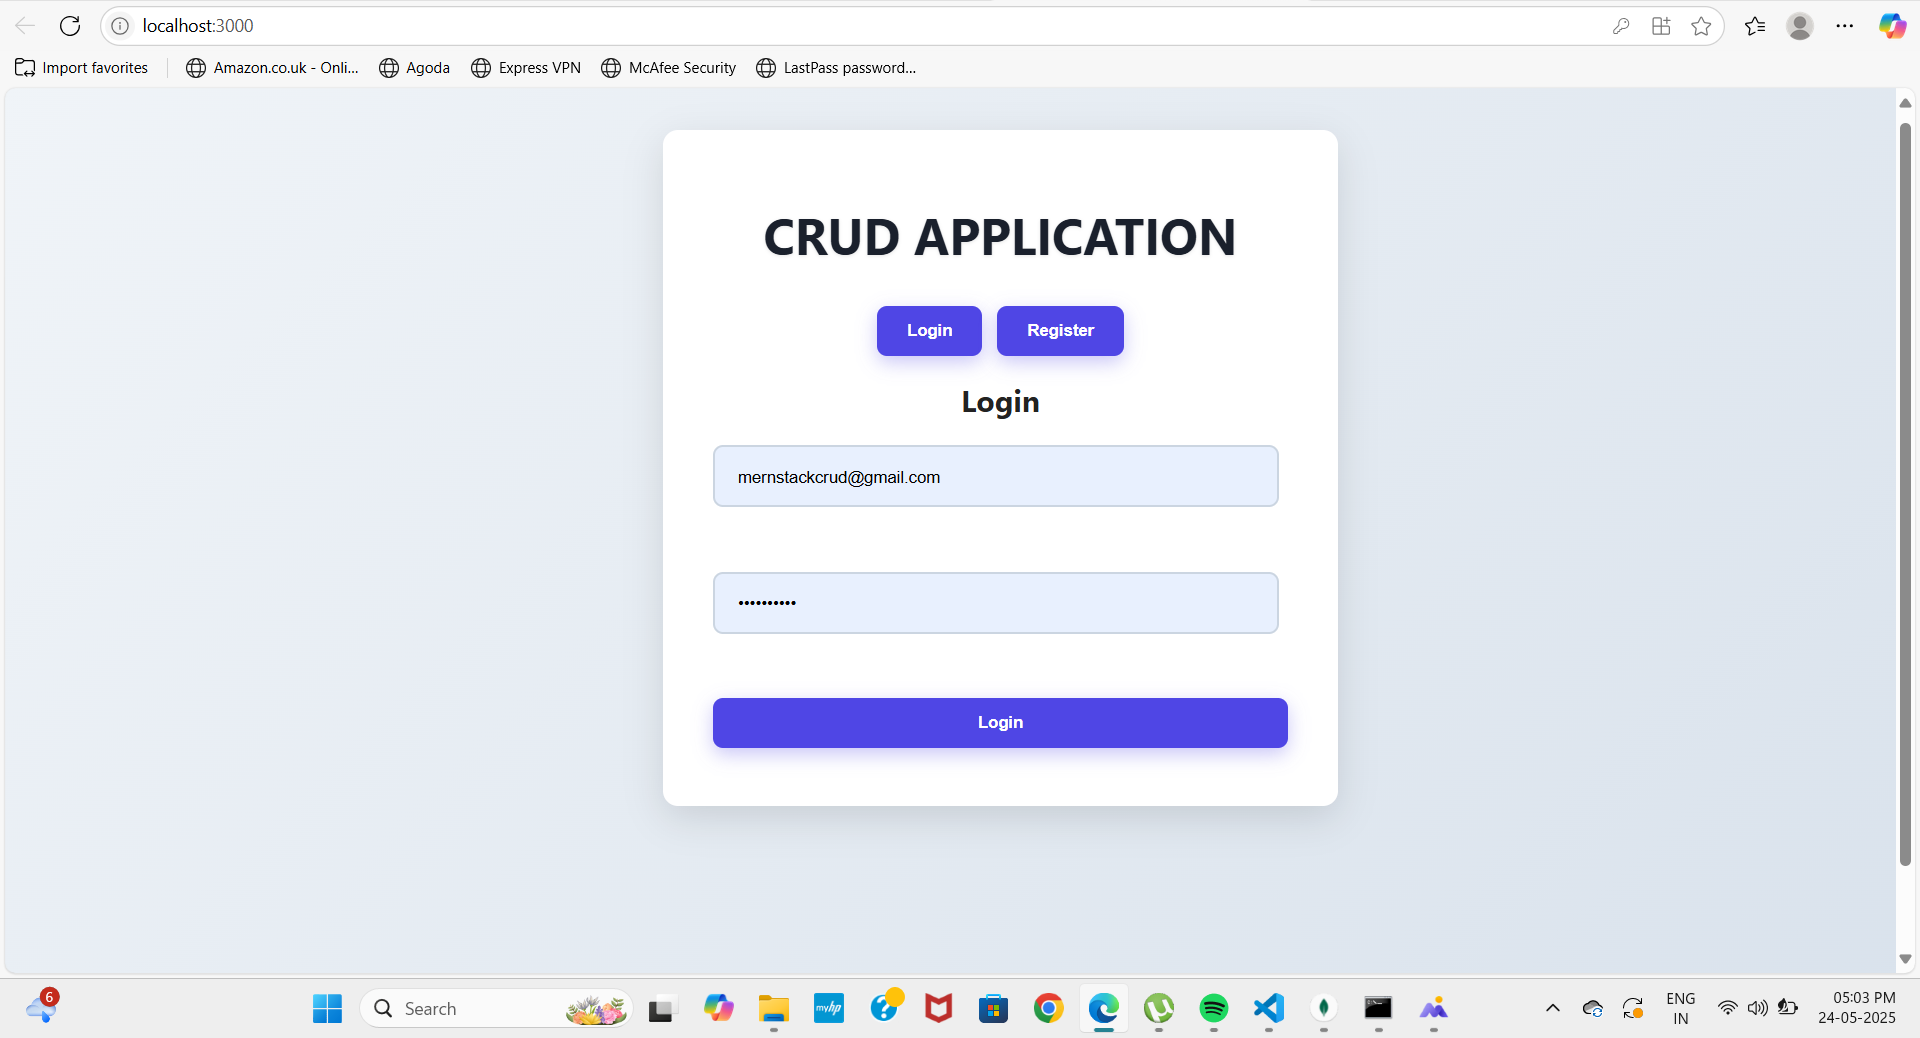 localhost:3000
Import favorites
Amazon.co.uk - Onli...
Agoda
Express VPN
McAfee Security
LastPass password...
CRUD APPLICATION
Login
Register
Login
mernstackcrud@gmail.com
••••••••••
Login
6
Search
myhp
ENG
IN
05:03 PM
24-05-2025